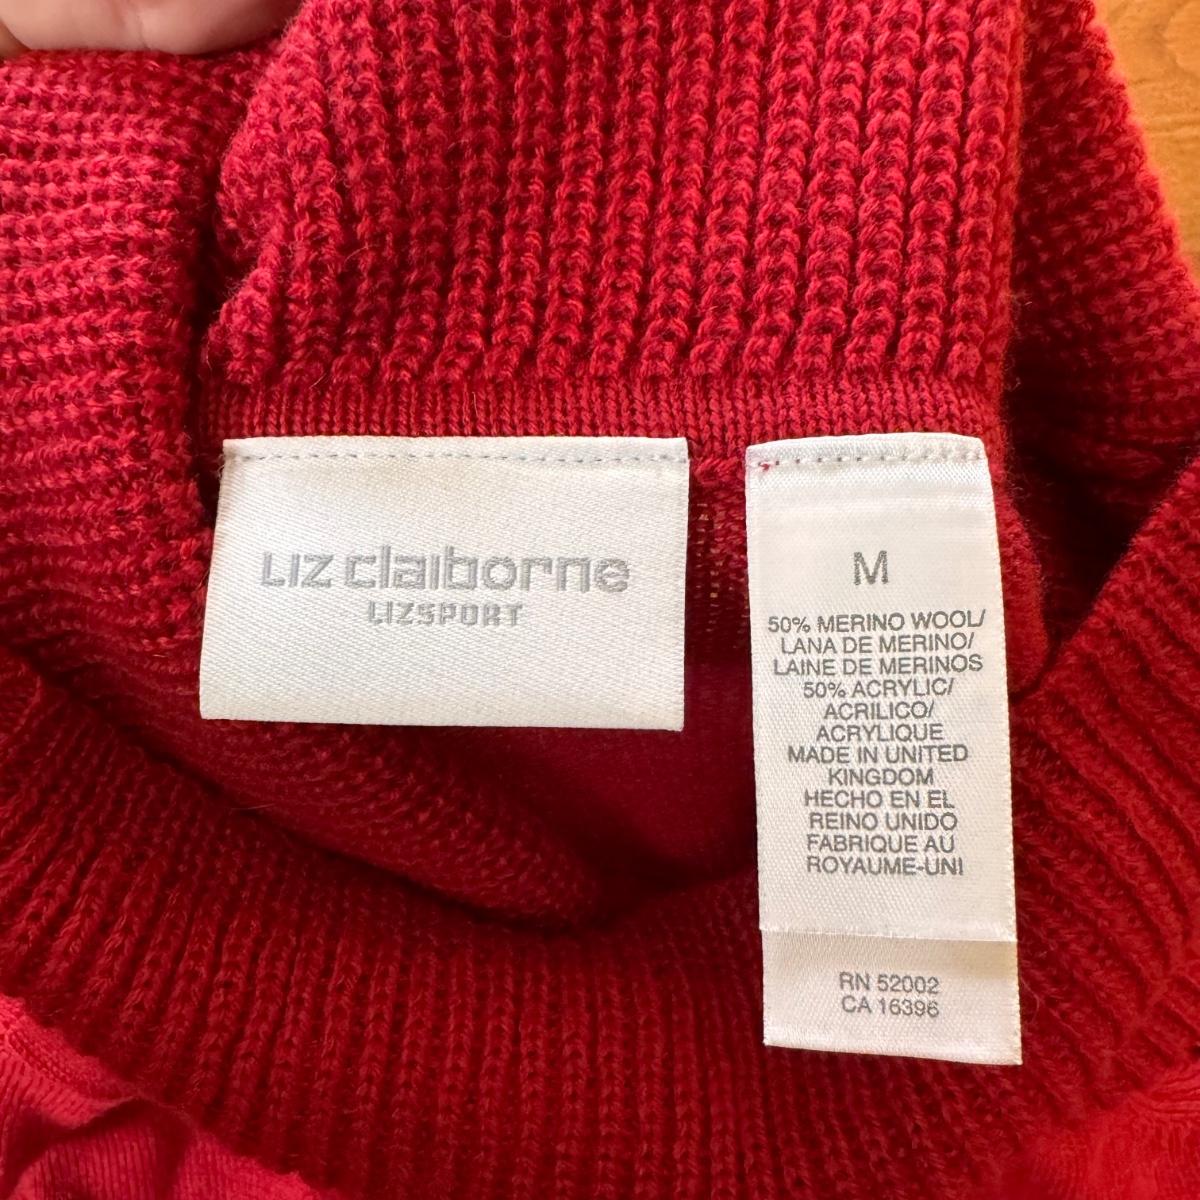 Liz claiborne
LIZSPORT
M
50% MERINO WOOL/
LANA DE MERINO/
LAINE DE MERINOS
50% ACRYLIC/
ACRILICO/
ACRYLIQUE
MADE IN UNITED
KINGDOM
HECHO EN EL
REINO UNIDO
FABRIQUE AU
ROYAUME-UNI
RN 52002
CA 16396